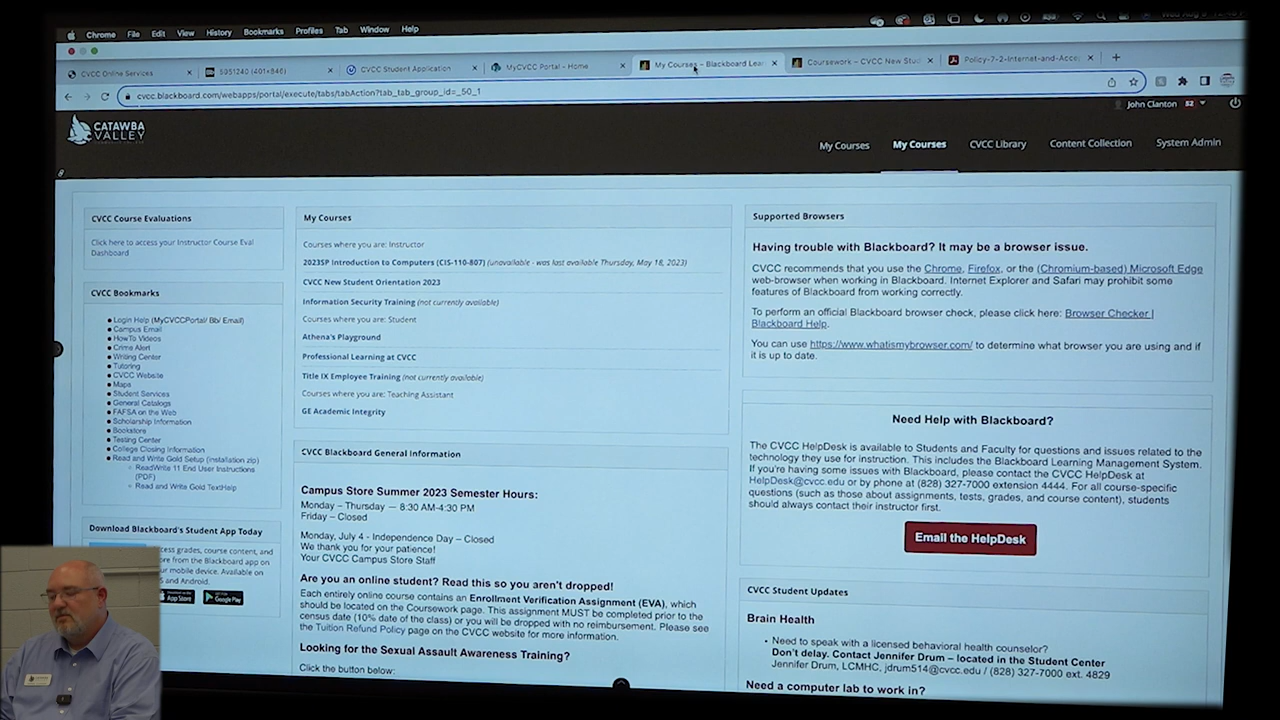 Chrome File Edit View History Bookmarks Profiles Tab Window Help
CVCC Online Services
5951240 (401×846)
CVCC Student Application
MyCVCC Portal - Home
My Courses – Blackboard Lear
Coursework – CVCC New Stud
Policy-7-2-Internet-and-Accep
cvcc.blackboard.com/webapps/portal/execute/tabs/tabAction?tab_tab_group_id=_50_1
John Clanton 52
CATAWBA
VALLEY
My Courses
My Courses
CVCC Library
Content Collection
System Admin
CVCC Course Evaluations
Click here to access your Instructor Course Eval
Dashboard
CVCC Bookmarks
Login Help (MyCVCCPortal/ Bb/ Email)
Campus Email
HowTo Videos
Crime Alert
Writing Center
Tutoring
CVCC Website
Maps
Student Services
General Catalogs
FAFSA on the Web
Scholarship Information
Bookstore
Testing Center
College Closing Information
Read and Write Gold Setup (installation zip)
ReadWrite 11 End User Instructions
(PDF)
Read and Write Gold TextHelp
Download Blackboard's Student App Today
cess grades, course content, and
ore from the Blackboard app on
ur mobile device. Available on
S and Android.
App Store
Google Play
My Courses
Courses where you are: Instructor
2023SP Introduction to Computers (CIS-110-807) (unavailable - was last available Thursday, May 18, 2023)
CVCC New Student Orientation 2023
Information Security Training (not currently available)
Courses where you are: Student
Athena's Playground
Professional Learning at CVCC
Title IX Employee Training (not currently available)
Courses where you are: Teaching Assistant
GE Academic Integrity
CVCC Blackboard General Information
Campus Store Summer 2023 Semester Hours:
Monday – Thursday — 8:30 AM-4:30 PM
Friday – Closed
Monday, July 4 - Independence Day – Closed
We thank you for your patience!
Your CVCC Campus Store Staff
Are you an online student? Read this so you aren't dropped!
Each entirely online course contains an Enrollment Verification Assignment (EVA), which
should be located on the Coursework page. This assignment MUST be completed prior to the
census date (10% date of the class) or you will be dropped with no reimbursement. Please see
the Tuition Refund Policy page on the CVCC website for more information.
Looking for the Sexual Assault Awareness Training?
Click the button below:
Supported Browsers
Having trouble with Blackboard? It may be a browser issue.
CVCC recommends that you use the Chrome, Firefox, or the (Chromium-based) Microsoft Edge
web-browser when working in Blackboard. Internet Explorer and Safari may prohibit some
features of Blackboard from working correctly.
To perform an official Blackboard browser check, please click here: Browser Checker |
Blackboard Help.
You can use https://www.whatismybrowser.com/ to determine what browser you are using and if
it is up to date.
Need Help with Blackboard?
The CVCC HelpDesk is available to Students and Faculty for questions and issues related to the
technology they use for instruction. This includes the Blackboard Learning Management System.
If you're having some issues with Blackboard, please contact the CVCC HelpDesk at
HelpDesk@cvcc.edu or by phone at (828) 327-7000 extension 4444. For all course-specific
questions (such as those about assignments, tests, grades, and course content), students
should always contact their instructor first.
Email the HelpDesk
CVCC Student Updates
Brain Health
Need to speak with a licensed behavioral health counselor?
Don't delay. Contact Jennifer Drum – located in the Student Center
Jennifer Drum, LCMHC, jdrum514@cvcc.edu / (828) 327-7000 ext. 4829
Need a computer lab to work in?